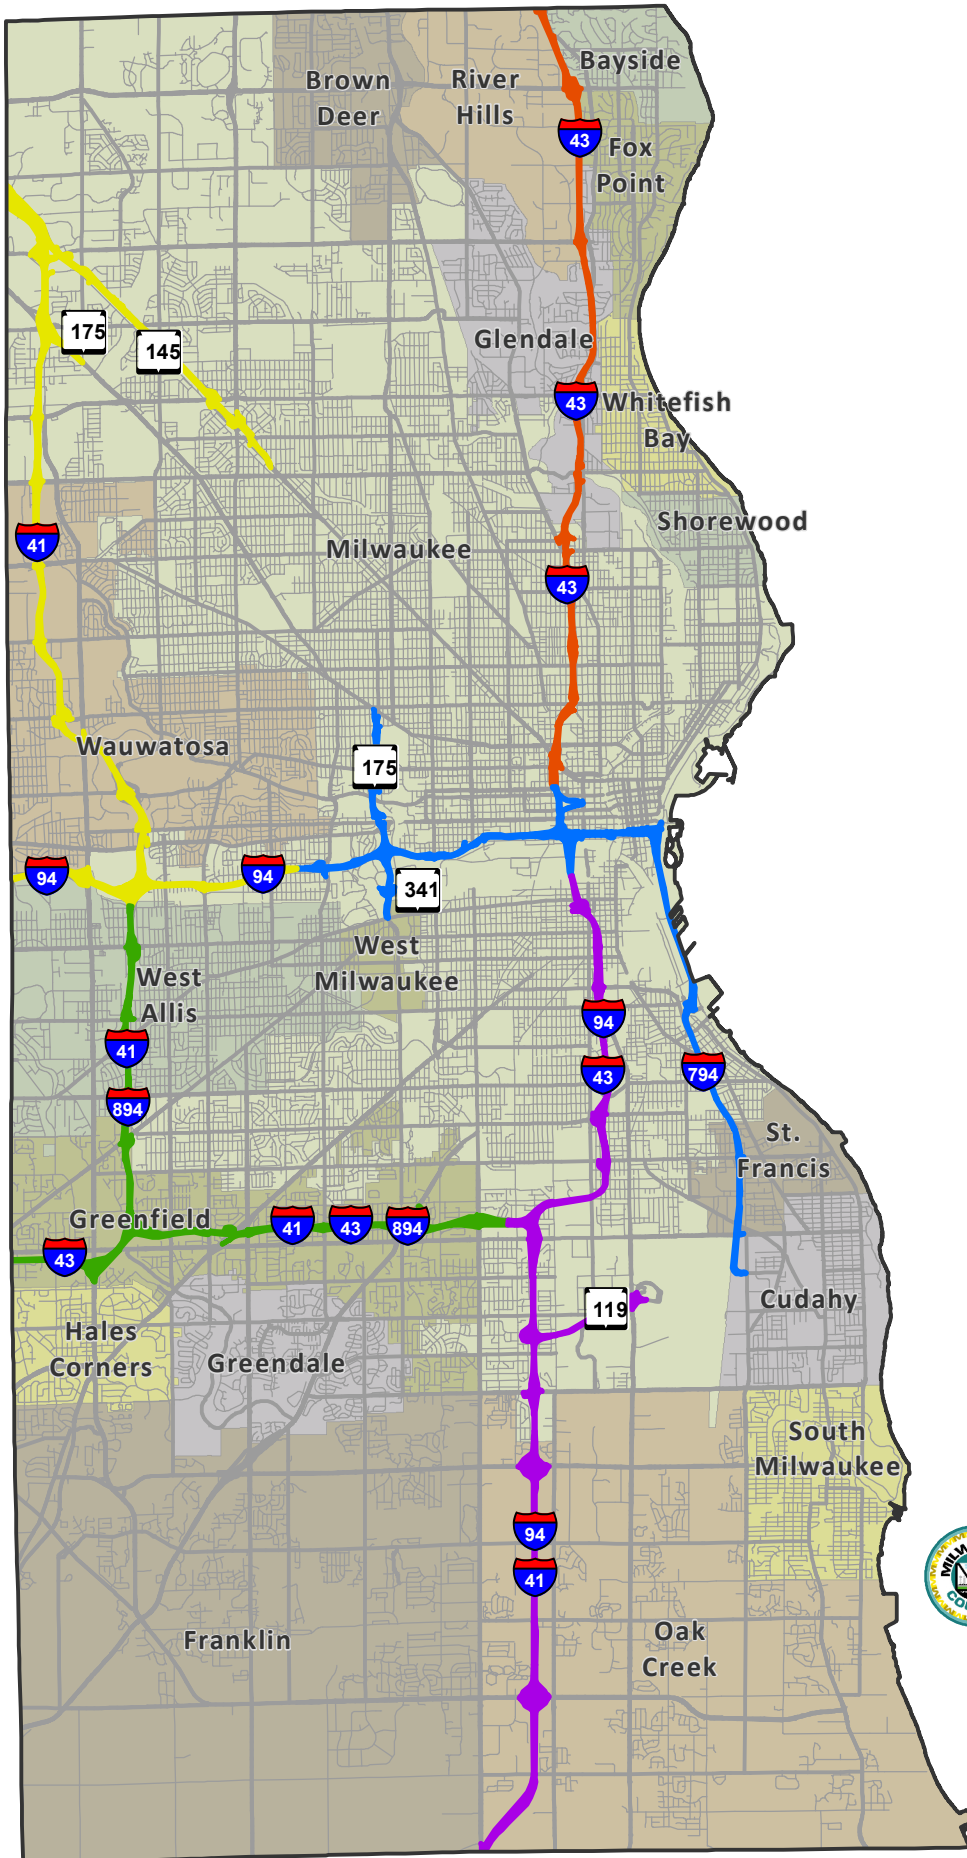 Bayside
Brown
Deer
River
Hills
43
Fox
Point
175
145
Glendale
43
Whitefish
Bay
Shorewood
41
Milwaukee
43
Wauwatosa
175
94
94
341
West
Milwaukee
West
Allis
94
41
43
794
894
St.
Francis
Greenfield
41
43
894
43
119
Cudahy
Hales
Corners
Greendale
South
Milwaukee
94
41
Franklin
Oak
Creek